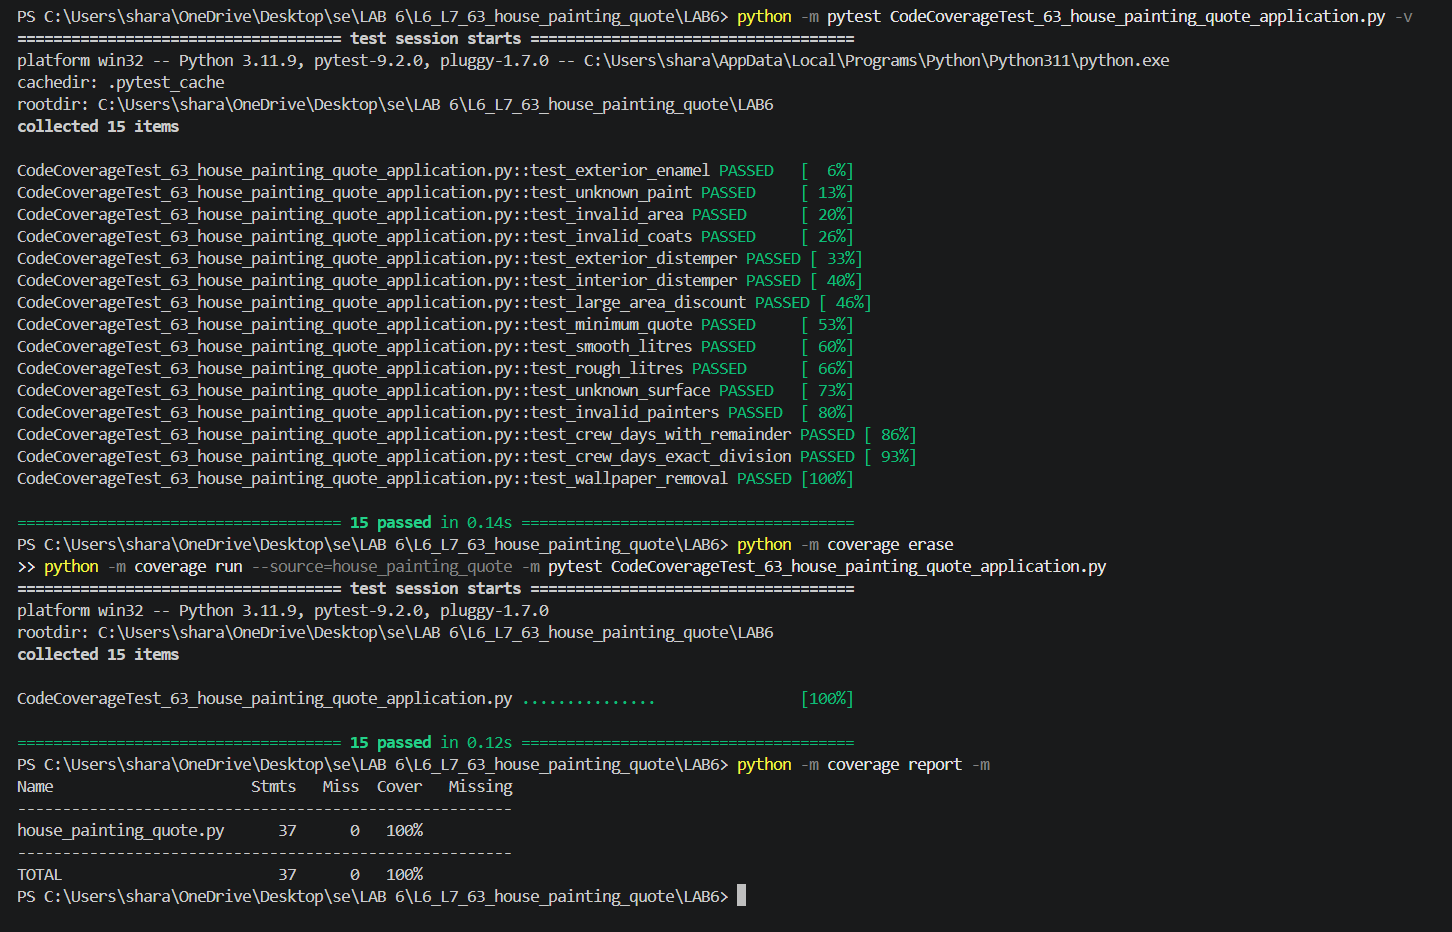 PS C:\Users\shara\OneDrive\Desktop\se\LAB 6\L6_L7_63_house_painting_quote\LAB6> python -m pytest CodeCoverageTest_63_house_painting_quote_application.py -v
==================================== test session starts ====================================
platform win32 -- Python 3.11.9, pytest-9.2.0, pluggy-1.7.0 -- C:\Users\shara\AppData\Local\Programs\Python\Python311\python.exe
cachedir: .pytest_cache
rootdir: C:\Users\shara\OneDrive\Desktop\se\LAB 6\L6_L7_63_house_painting_quote\LAB6
collected 15 items

CodeCoverageTest_63_house_painting_quote_application.py::test_exterior_enamel PASSED   [  6%]
CodeCoverageTest_63_house_painting_quote_application.py::test_unknown_paint PASSED     [ 13%]
CodeCoverageTest_63_house_painting_quote_application.py::test_invalid_area PASSED      [ 20%]
CodeCoverageTest_63_house_painting_quote_application.py::test_invalid_coats PASSED     [ 26%]
CodeCoverageTest_63_house_painting_quote_application.py::test_exterior_distemper PASSED [ 33%]
CodeCoverageTest_63_house_painting_quote_application.py::test_interior_distemper PASSED [ 40%]
CodeCoverageTest_63_house_painting_quote_application.py::test_large_area_discount PASSED [ 46%]
CodeCoverageTest_63_house_painting_quote_application.py::test_minimum_quote PASSED     [ 53%]
CodeCoverageTest_63_house_painting_quote_application.py::test_smooth_litres PASSED     [ 60%]
CodeCoverageTest_63_house_painting_quote_application.py::test_rough_litres PASSED      [ 66%]
CodeCoverageTest_63_house_painting_quote_application.py::test_unknown_surface PASSED   [ 73%]
CodeCoverageTest_63_house_painting_quote_application.py::test_invalid_painters PASSED  [ 80%]
CodeCoverageTest_63_house_painting_quote_application.py::test_crew_days_with_remainder PASSED [ 86%]
CodeCoverageTest_63_house_painting_quote_application.py::test_crew_days_exact_division PASSED [ 93%]
CodeCoverageTest_63_house_painting_quote_application.py::test_wallpaper_removal PASSED [100%]

==================================== 15 passed in 0.14s =====================================
PS C:\Users\shara\OneDrive\Desktop\se\LAB 6\L6_L7_63_house_painting_quote\LAB6> python -m coverage erase
>> python -m coverage run --source=house_painting_quote -m pytest CodeCoverageTest_63_house_painting_quote_application.py
==================================== test session starts ====================================
platform win32 -- Python 3.11.9, pytest-9.2.0, pluggy-1.7.0
rootdir: C:\Users\shara\OneDrive\Desktop\se\LAB 6\L6_L7_63_house_painting_quote\LAB6
collected 15 items

CodeCoverageTest_63_house_painting_quote_application.py ...............                [100%]

==================================== 15 passed in 0.12s =====================================
PS C:\Users\shara\OneDrive\Desktop\se\LAB 6\L6_L7_63_house_painting_quote\LAB6> python -m coverage report -m
Name                      Stmts   Miss  Cover   Missing
-------------------------------------------------------
house_painting_quote.py      37      0   100%
-------------------------------------------------------
TOTAL                        37      0   100%
PS C:\Users\shara\OneDrive\Desktop\se\LAB 6\L6_L7_63_house_painting_quote\LAB6>